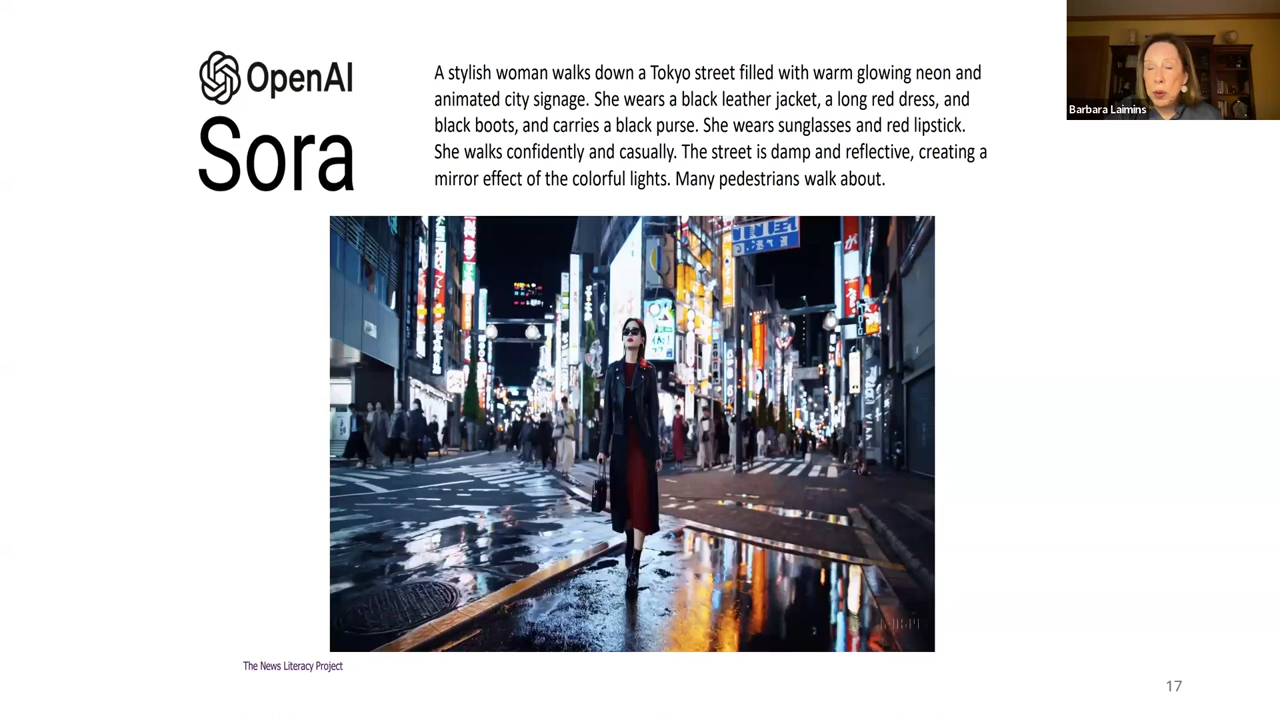 OpenAI
Sora
A stylish woman walks down a Tokyo street filled with warm glowing neon and
animated city signage. She wears a black leather jacket, a long red dress, and
black boots, and carries a black purse. She wears sunglasses and red lipstick.
She walks confidently and casually. The street is damp and reflective, creating a
mirror effect of the colorful lights. Many pedestrians walk about.
Barbara Laimins
The News Literacy Project
17